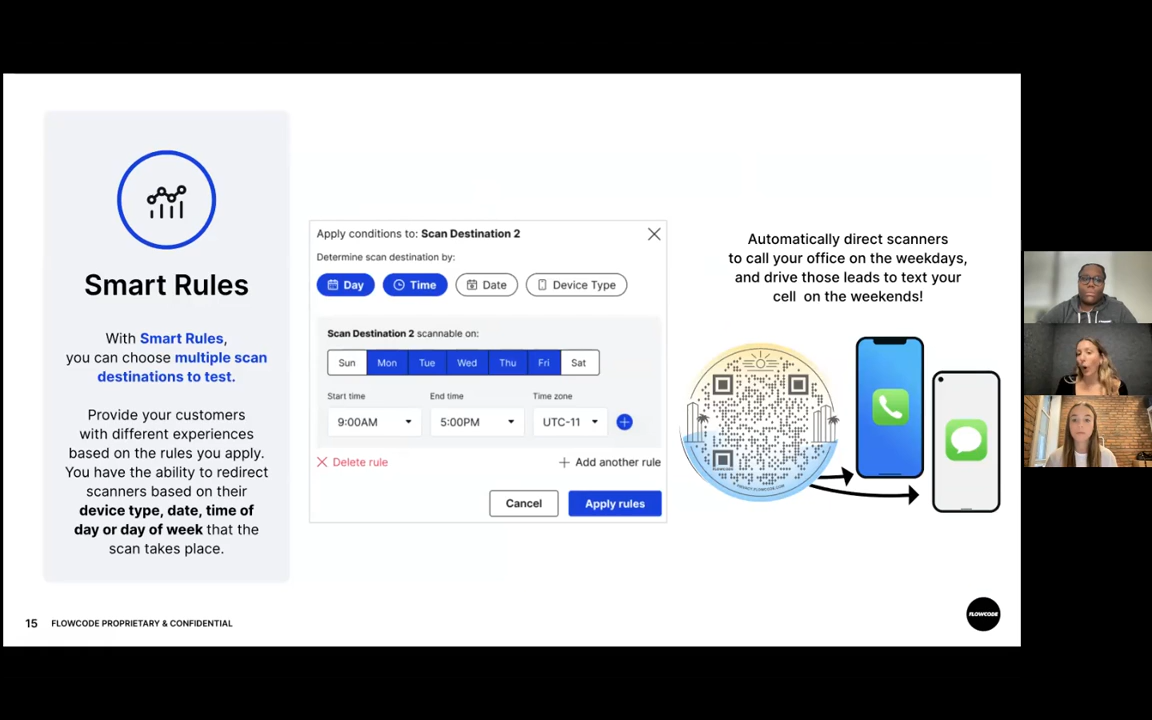 Smart Rules
With Smart Rules,
you can choose multiple scan
destinations to test.
Provide your customers
with different experiences
based on the rules you apply.
You have the ability to redirect
scanners based on their
device type, date, time of
day or day of week that the
scan takes place.
Apply conditions to: Scan Destination 2
Determine scan destination by:
Day Time Date Device Type
Scan Destination 2 scannable on:
Sun Mon Tue Wed Thu Fri Sat
Start time End time Time zone
9:00AM 5:00PM UTC-11
Delete rule Add another rule
Cancel Apply rules
Automatically direct scanners
to call your office on the weekdays,
and drive those leads to text your
cell on the weekends!
15 FLOWCODE PROPRIETARY & CONFIDENTIAL
FLOWCODE